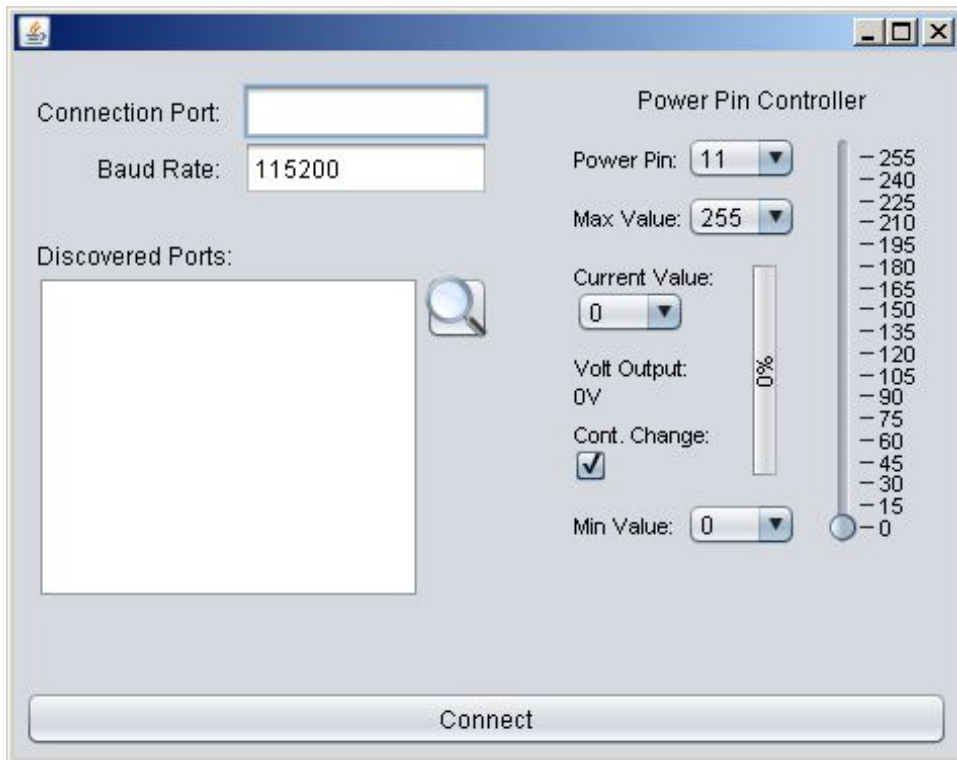 Connection Port:
Baud Rate: 115200
Discovered Ports:
Power Pin Controller
Power Pin: 11
Max Value: 255
Current Value:
0
Volt Output:
0V
Cont. Change:
Min Value: 0
0%
255
240
225
210
195
180
165
150
135
120
105
90
75
60
45
30
15
0
Connect